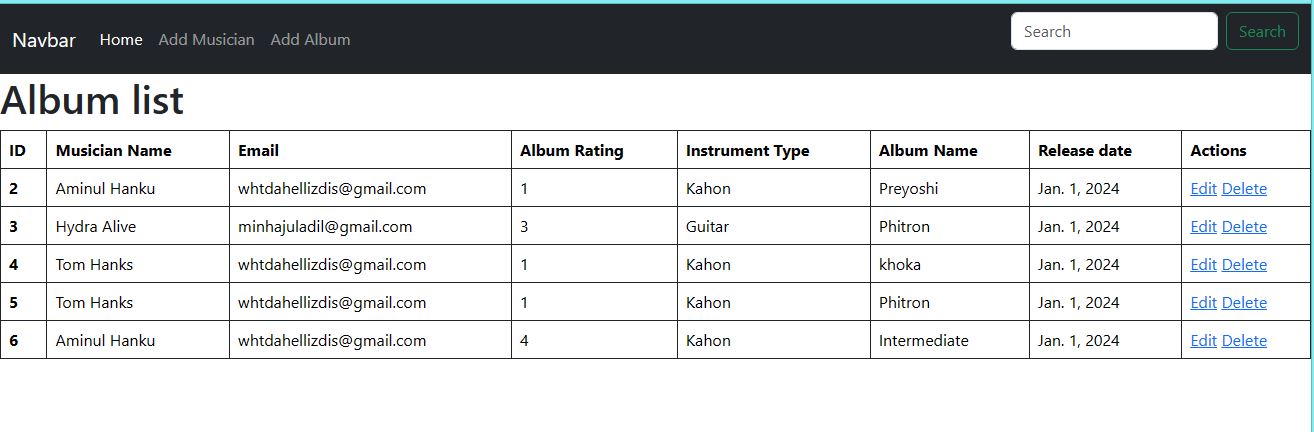 Navbar Home Add Musician Add Album Search Search
Album list
ID Musician Name Email Album Rating Instrument Type Album Name Release date Actions
2 Aminul Hanku whtdahellizdis@gmail.com 1 Kahon Preyoshi Jan. 1, 2024 Edit Delete
3 Hydra Alive minhajuladil@gmail.com 3 Guitar Phitron Jan. 1, 2024 Edit Delete
4 Tom Hanks whtdahellizdis@gmail.com 1 Kahon khoka Jan. 1, 2024 Edit Delete
5 Tom Hanks whtdahellizdis@gmail.com 1 Kahon Phitron Jan. 1, 2024 Edit Delete
6 Aminul Hanku whtdahellizdis@gmail.com 4 Kahon Intermediate Jan. 1, 2024 Edit Delete